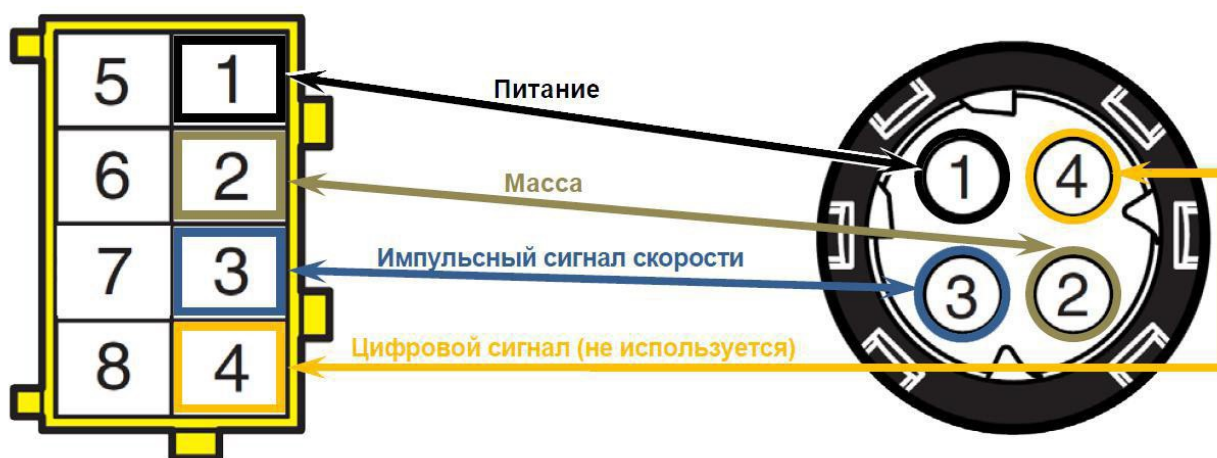 Питание
5 1
1 4
6 2
Масса
7 3
Импульсный сигнал скорости
3 2
8 4
Цифровой сигнал (не используется)